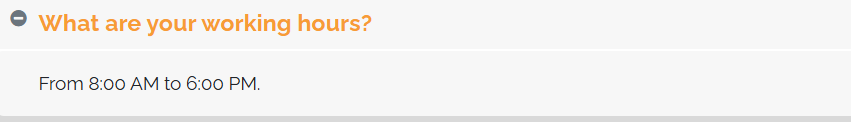 What are your working hours?
From 8:00 AM to 6:00 PM.